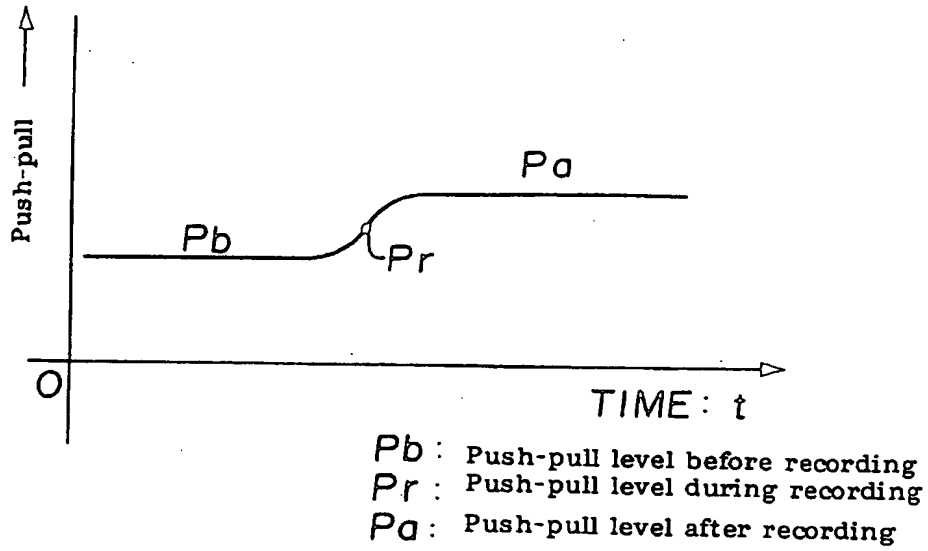 Push-pull
Pa
Pb
Pr
O
TIME: t
Pb: Push-pull level before recording
Pr: Push-pull level during recording
Pa: Push-pull level after recording